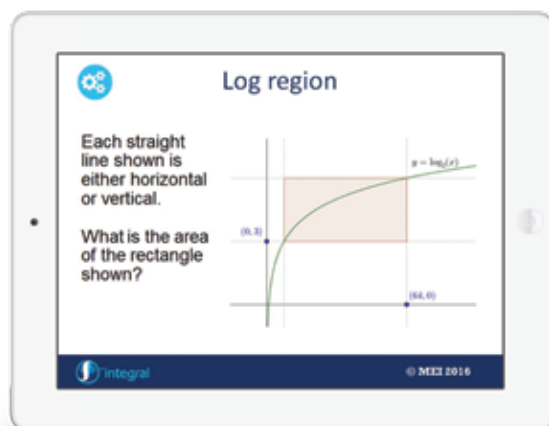 Log region
Each straight
line shown is
either horizontal
or vertical.
What is the area
of the rectangle
shown?
y = log₂(x)
(0, 3)
(64, 0)
integral
© MEI 2016